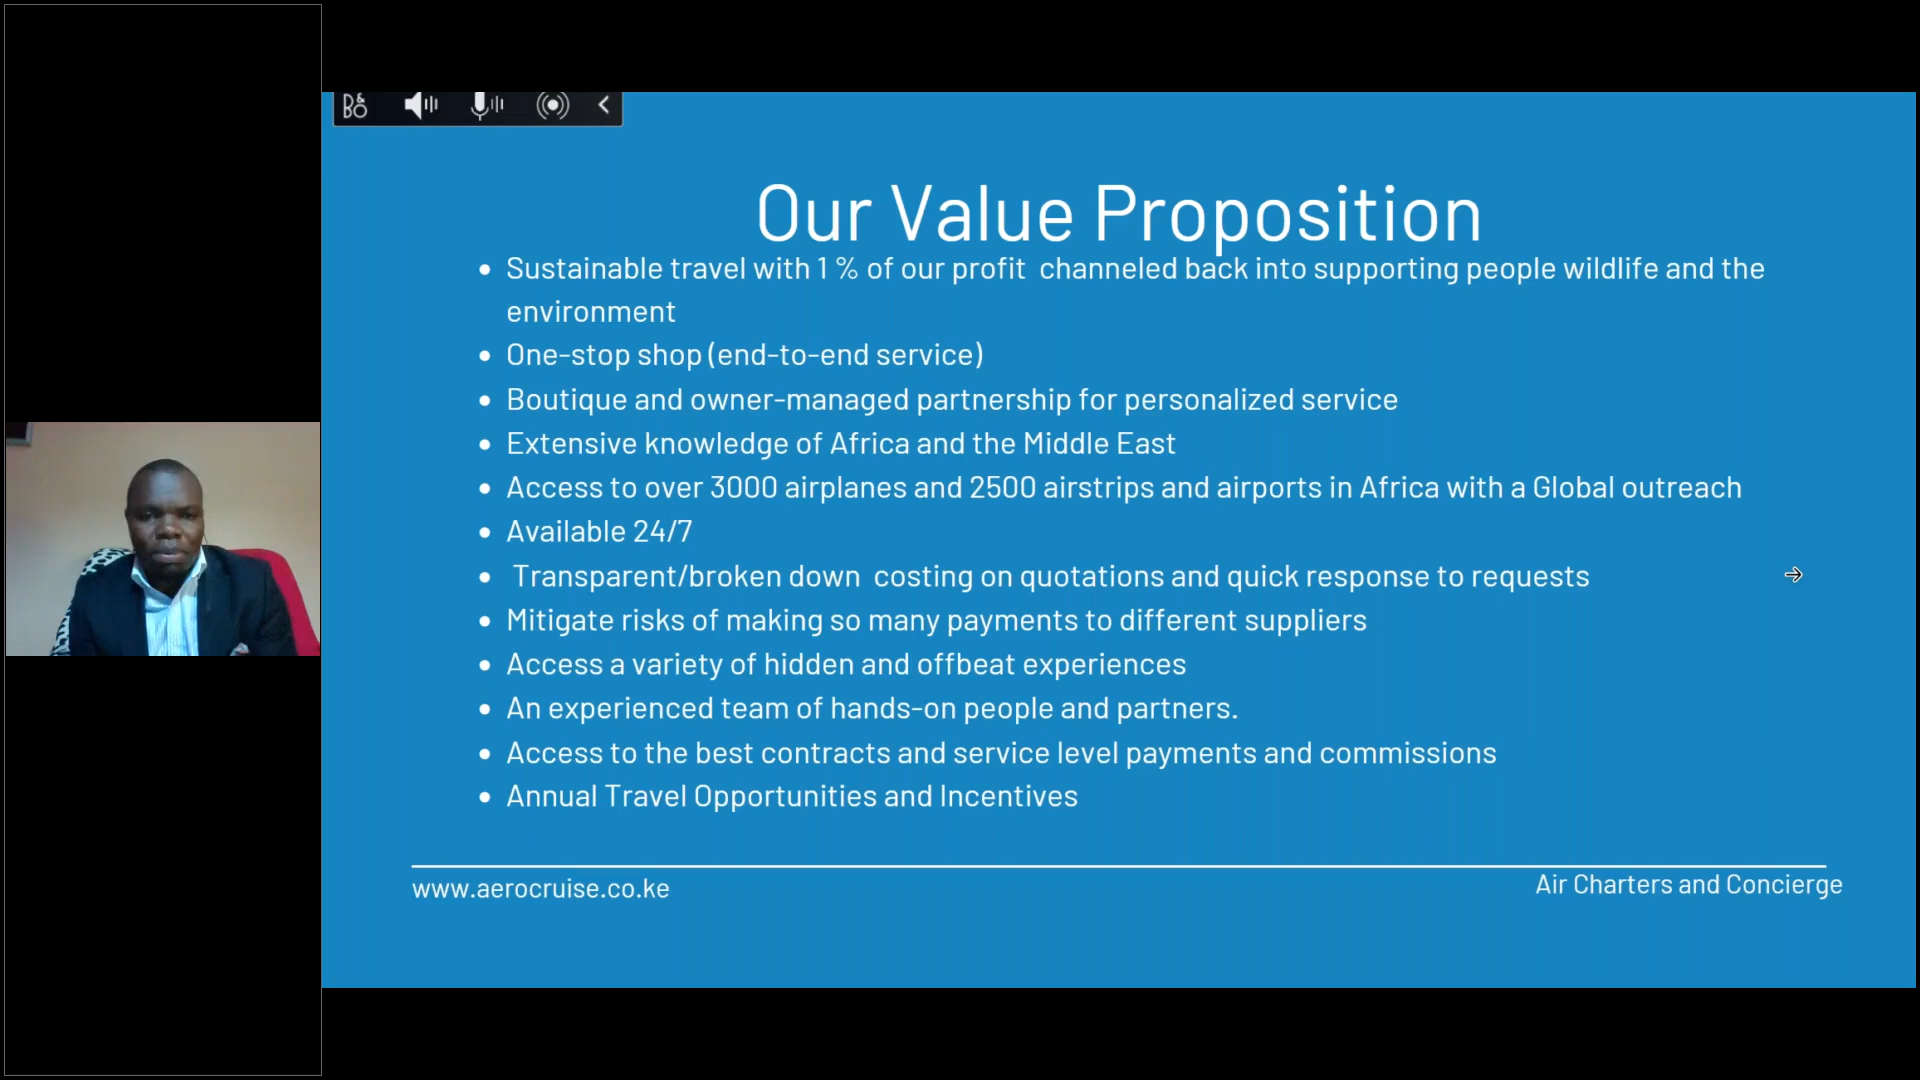 B&O
Our Value Proposition
• Sustainable travel with 1 % of our profit channeled back into supporting people wildlife and the
environment
• One-stop shop (end-to-end service)
• Boutique and owner-managed partnership for personalized service
• Extensive knowledge of Africa and the Middle East
• Access to over 3000 airplanes and 2500 airstrips and airports in Africa with a Global outreach
• Available 24/7
• Transparent/broken down costing on quotations and quick response to requests
• Mitigate risks of making so many payments to different suppliers
• Access a variety of hidden and offbeat experiences
• An experienced team of hands-on people and partners.
• Access to the best contracts and service level payments and commissions
• Annual Travel Opportunities and Incentives
www.aerocruise.co.ke
Air Charters and Concierge